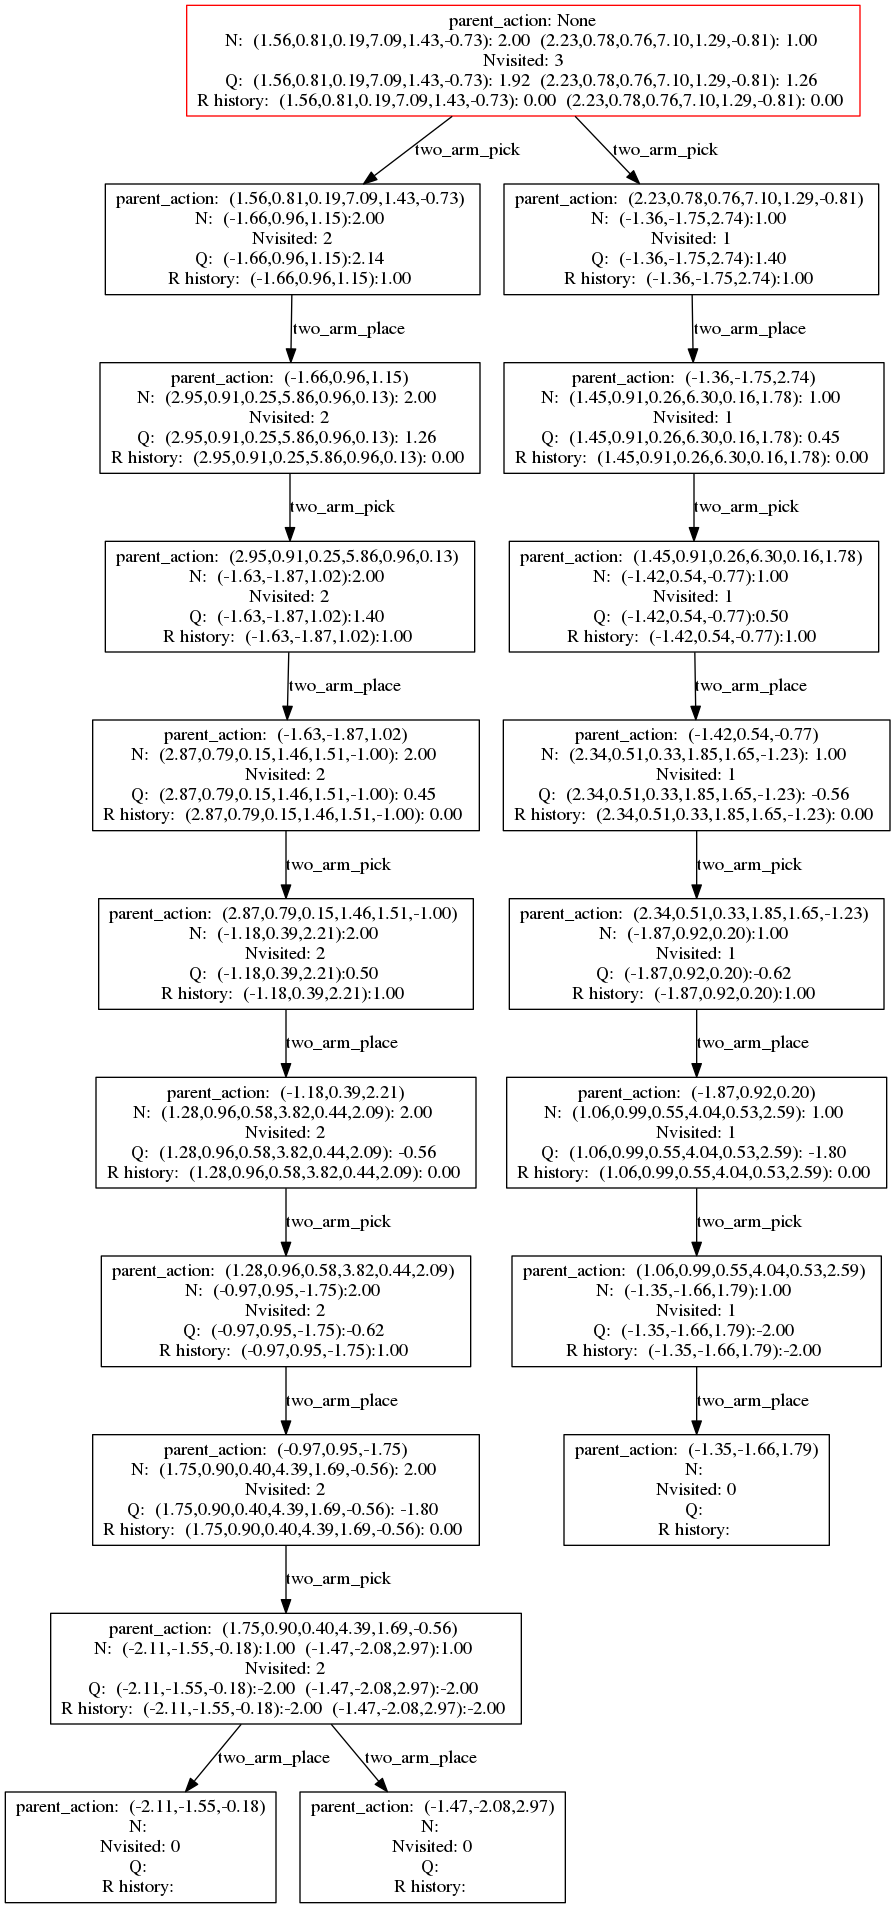 parent_action: None
N: (1.56,0.81,0.19,7.09,1.43,-0.73): 2.00 (2.23,0.78,0.76,7.10,1.29,-0.81): 1.00
Nvisited: 3
Q: (1.56,0.81,0.19,7.09,1.43,-0.73): 1.92 (2.23,0.78,0.76,7.10,1.29,-0.81): 1.26
R history: (1.56,0.81,0.19,7.09,1.43,-0.73): 0.00 (2.23,0.78,0.76,7.10,1.29,-0.81): 0.00
two_arm_pick
two_arm_pick
parent_action: (1.56,0.81,0.19,7.09,1.43,-0.73)
N: (-1.66,0.96,1.15):2.00
Nvisited: 2
Q: (-1.66,0.96,1.15):2.14
R history: (-1.66,0.96,1.15):1.00
parent_action: (2.23,0.78,0.76,7.10,1.29,-0.81)
N: (-1.36,-1.75,2.74):1.00
Nvisited: 1
Q: (-1.36,-1.75,2.74):1.40
R history: (-1.36,-1.75,2.74):1.00
two_arm_place
two_arm_place
parent_action: (-1.66,0.96,1.15)
N: (2.95,0.91,0.25,5.86,0.96,0.13): 2.00
Nvisited: 2
Q: (2.95,0.91,0.25,5.86,0.96,0.13): 1.26
R history: (2.95,0.91,0.25,5.86,0.96,0.13): 0.00
parent_action: (-1.36,-1.75,2.74)
N: (1.45,0.91,0.26,6.30,0.16,1.78): 1.00
Nvisited: 1
Q: (1.45,0.91,0.26,6.30,0.16,1.78): 0.45
R history: (1.45,0.91,0.26,6.30,0.16,1.78): 0.00
two_arm_pick
two_arm_pick
parent_action: (2.95,0.91,0.25,5.86,0.96,0.13)
N: (-1.63,-1.87,1.02):2.00
Nvisited: 2
Q: (-1.63,-1.87,1.02):1.40
R history: (-1.63,-1.87,1.02):1.00
parent_action: (1.45,0.91,0.26,6.30,0.16,1.78)
N: (-1.42,0.54,-0.77):1.00
Nvisited: 1
Q: (-1.42,0.54,-0.77):0.50
R history: (-1.42,0.54,-0.77):1.00
two_arm_place
two_arm_place
parent_action: (-1.63,-1.87,1.02)
N: (2.87,0.79,0.15,1.46,1.51,-1.00): 2.00
Nvisited: 2
Q: (2.87,0.79,0.15,1.46,1.51,-1.00): 0.45
R history: (2.87,0.79,0.15,1.46,1.51,-1.00): 0.00
parent_action: (-1.42,0.54,-0.77)
N: (2.34,0.51,0.33,1.85,1.65,-1.23): 1.00
Nvisited: 1
Q: (2.34,0.51,0.33,1.85,1.65,-1.23): -0.56
R history: (2.34,0.51,0.33,1.85,1.65,-1.23): 0.00
two_arm_pick
two_arm_pick
parent_action: (2.87,0.79,0.15,1.46,1.51,-1.00)
N: (-1.18,0.39,2.21):2.00
Nvisited: 2
Q: (-1.18,0.39,2.21):0.50
R history: (-1.18,0.39,2.21):1.00
parent_action: (2.34,0.51,0.33,1.85,1.65,-1.23)
N: (-1.87,0.92,0.20):1.00
Nvisited: 1
Q: (-1.87,0.92,0.20):-0.62
R history: (-1.87,0.92,0.20):1.00
two_arm_place
two_arm_place
parent_action: (-1.18,0.39,2.21)
N: (1.28,0.96,0.58,3.82,0.44,2.09): 2.00
Nvisited: 2
Q: (1.28,0.96,0.58,3.82,0.44,2.09): -0.56
R history: (1.28,0.96,0.58,3.82,0.44,2.09): 0.00
parent_action: (-1.87,0.92,0.20)
N: (1.06,0.99,0.55,4.04,0.53,2.59): 1.00
Nvisited: 1
Q: (1.06,0.99,0.55,4.04,0.53,2.59): -1.80
R history: (1.06,0.99,0.55,4.04,0.53,2.59): 0.00
two_arm_pick
two_arm_pick
parent_action: (1.28,0.96,0.58,3.82,0.44,2.09)
N: (-0.97,0.95,-1.75):2.00
Nvisited: 2
Q: (-0.97,0.95,-1.75):-0.62
R history: (-0.97,0.95,-1.75):1.00
parent_action: (1.06,0.99,0.55,4.04,0.53,2.59)
N: (-1.35,-1.66,1.79):1.00
Nvisited: 1
Q: (-1.35,-1.66,1.79):-2.00
R history: (-1.35,-1.66,1.79):-2.00
two_arm_place
two_arm_place
parent_action: (-0.97,0.95,-1.75)
N: (1.75,0.90,0.40,4.39,1.69,-0.56): 2.00
Nvisited: 2
Q: (1.75,0.90,0.40,4.39,1.69,-0.56): -1.80
R history: (1.75,0.90,0.40,4.39,1.69,-0.56): 0.00
parent_action: (-1.35,-1.66,1.79)
N:
Nvisited: 0
Q:
R history:
two_arm_pick
parent_action: (1.75,0.90,0.40,4.39,1.69,-0.56)
N: (-2.11,-1.55,-0.18):1.00 (-1.47,-2.08,2.97):1.00
Nvisited: 2
Q: (-2.11,-1.55,-0.18):-2.00 (-1.47,-2.08,2.97):-2.00
R history: (-2.11,-1.55,-0.18):-2.00 (-1.47,-2.08,2.97):-2.00
two_arm_place
two_arm_place
parent_action: (-2.11,-1.55,-0.18)
N:
Nvisited: 0
Q:
R history:
parent_action: (-1.47,-2.08,2.97)
N:
Nvisited: 0
Q:
R history: